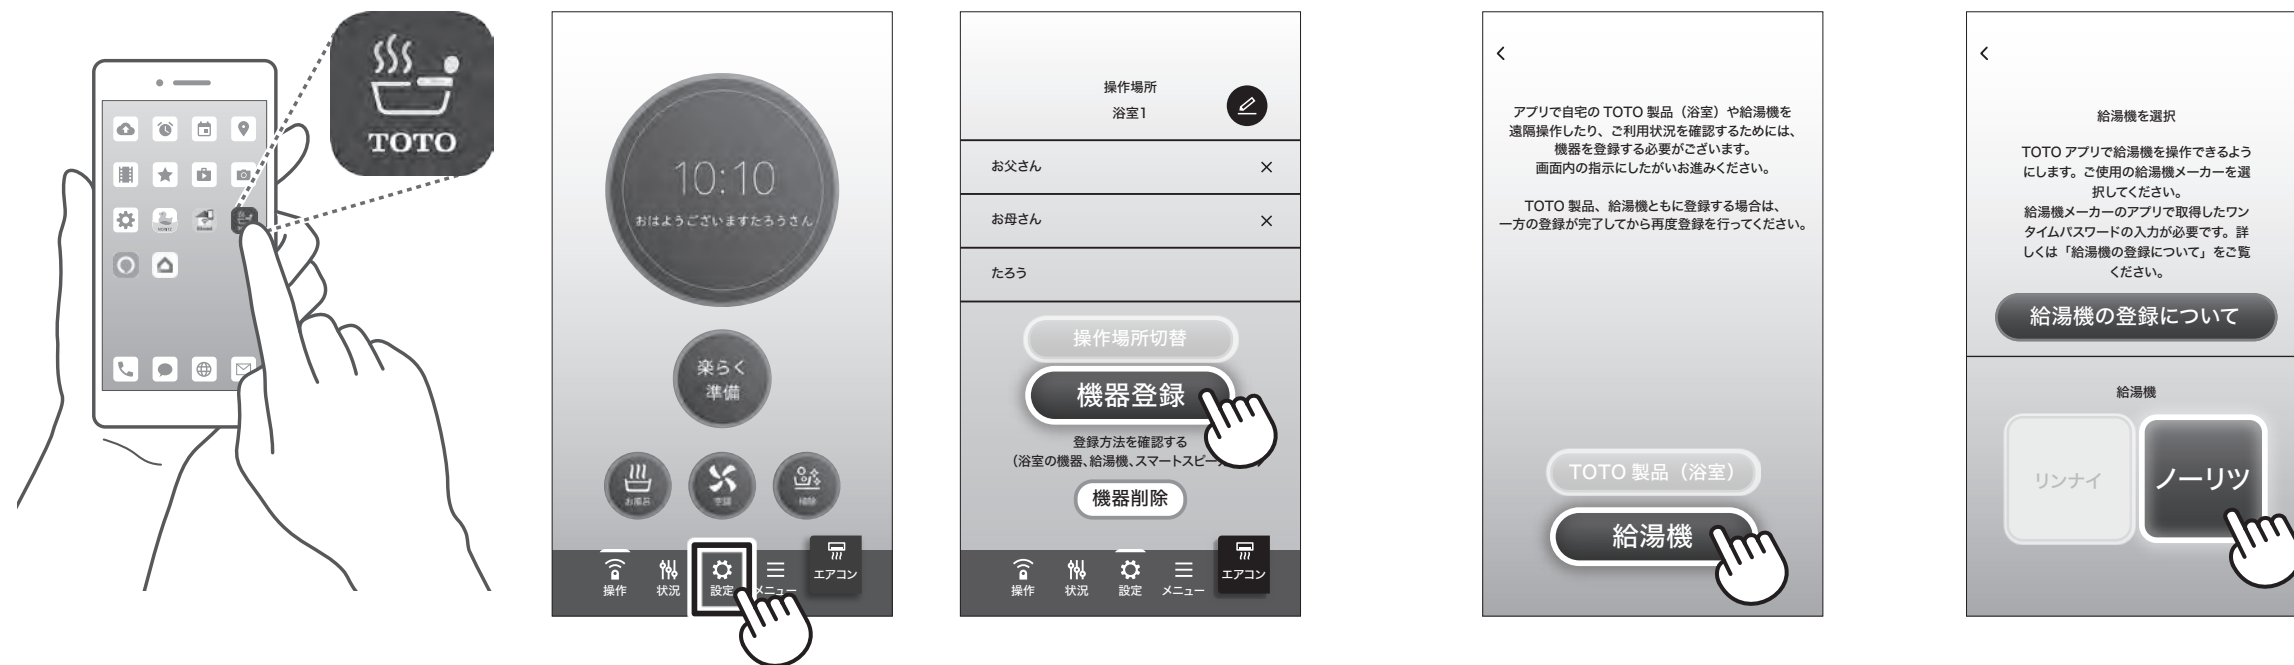 TOTO
10:10
おはようございますたろうさん
楽らく
準備
お風呂
空調
掃除
操作
状況
設定
メニュー
エアコン
操作場所
浴室1
お父さん
お母さん
たろう
操作場所切替
機器登録
登録方法を確認する
（浴室の機器、給湯機、スマートスピー
機器削除
操作
状況
設定
メニュー
エアコン
アプリで自宅の TOTO 製品（浴室）や給湯機を
遠隔操作したり、ご利用状況を確認するためには、
機器を登録する必要がございます。
画面内の指示にしたがいお進みください。
TOTO 製品、給湯機ともに登録する場合は、
一方の登録が完了してから再度登録を行ってください。
TOTO 製品（浴室）
給湯機
給湯機を選択
TOTO アプリで給湯機を操作できるよう
にします。ご使用の給湯機メーカーを選
択してください。
給湯機メーカーのアプリで取得したワン
タイムパスワードの入力が必要です。詳
しくは「給湯機の登録について」をご覧
ください。
給湯機の登録について
給湯機
リンナイ
ノーリツ